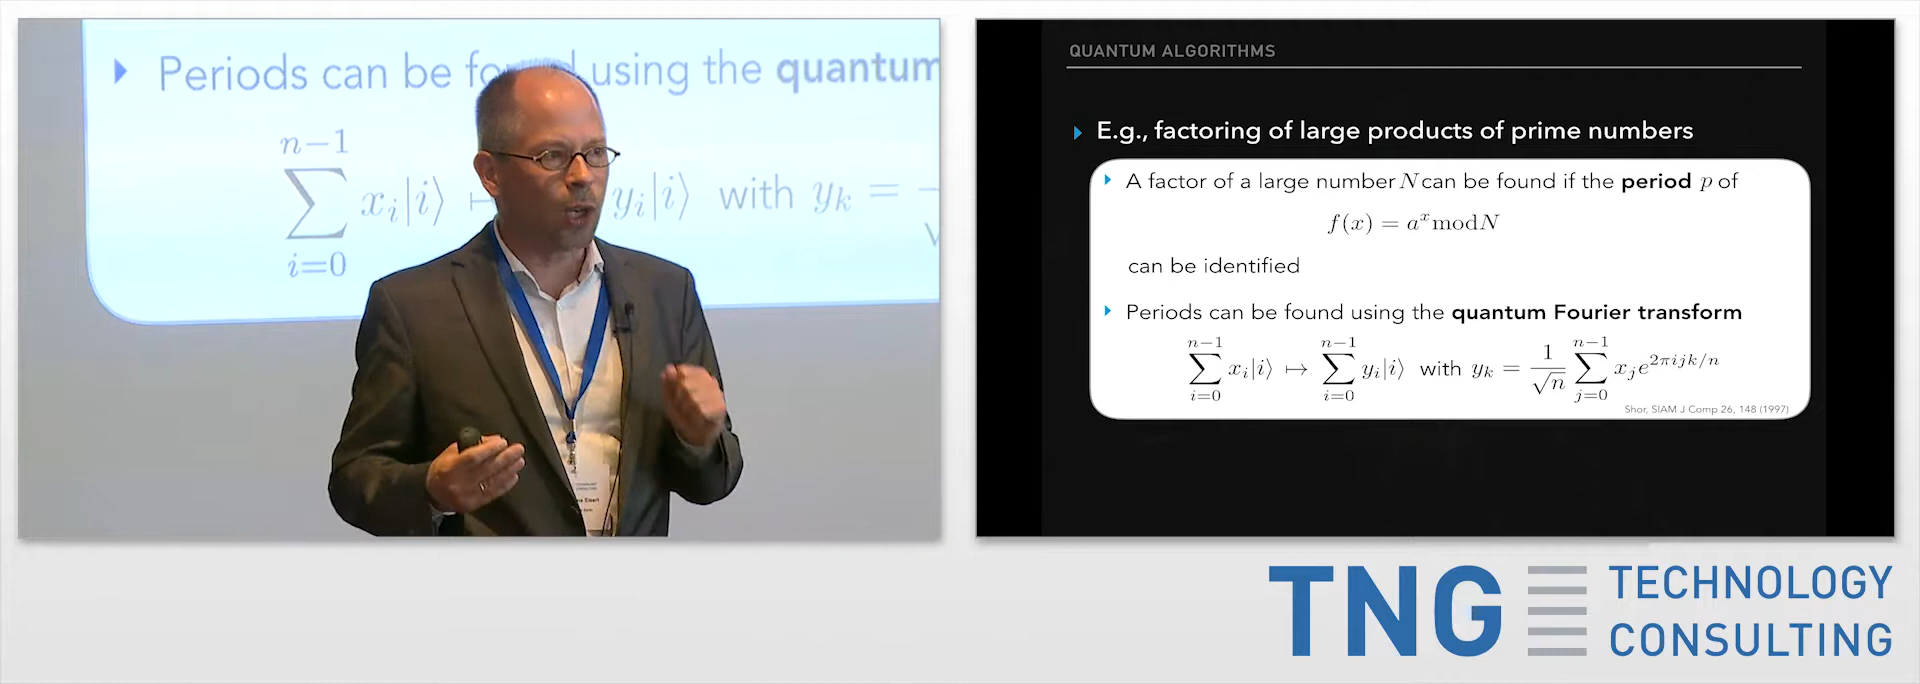 Periods can be fo using the quantum
n−1
∑ x_i|i⟩ y_i|i⟩ with y_k =
i=0
QUANTUM ALGORITHMS
E.g., factoring of large products of prime numbers
A factor of a large number N can be found if the period p of
f(x) = a^x mod N
can be identified
Periods can be found using the quantum Fourier transform
n−1 n−1 n−1
∑ x_i|i⟩ ↦ ∑ y_i|i⟩ with y_k = 1/√n ∑ x_j e^{2πijk/n}
i=0 i=0 j=0
Shor, SIAM J Comp 26, 148 (1997)
TNG TECHNOLOGY
CONSULTING